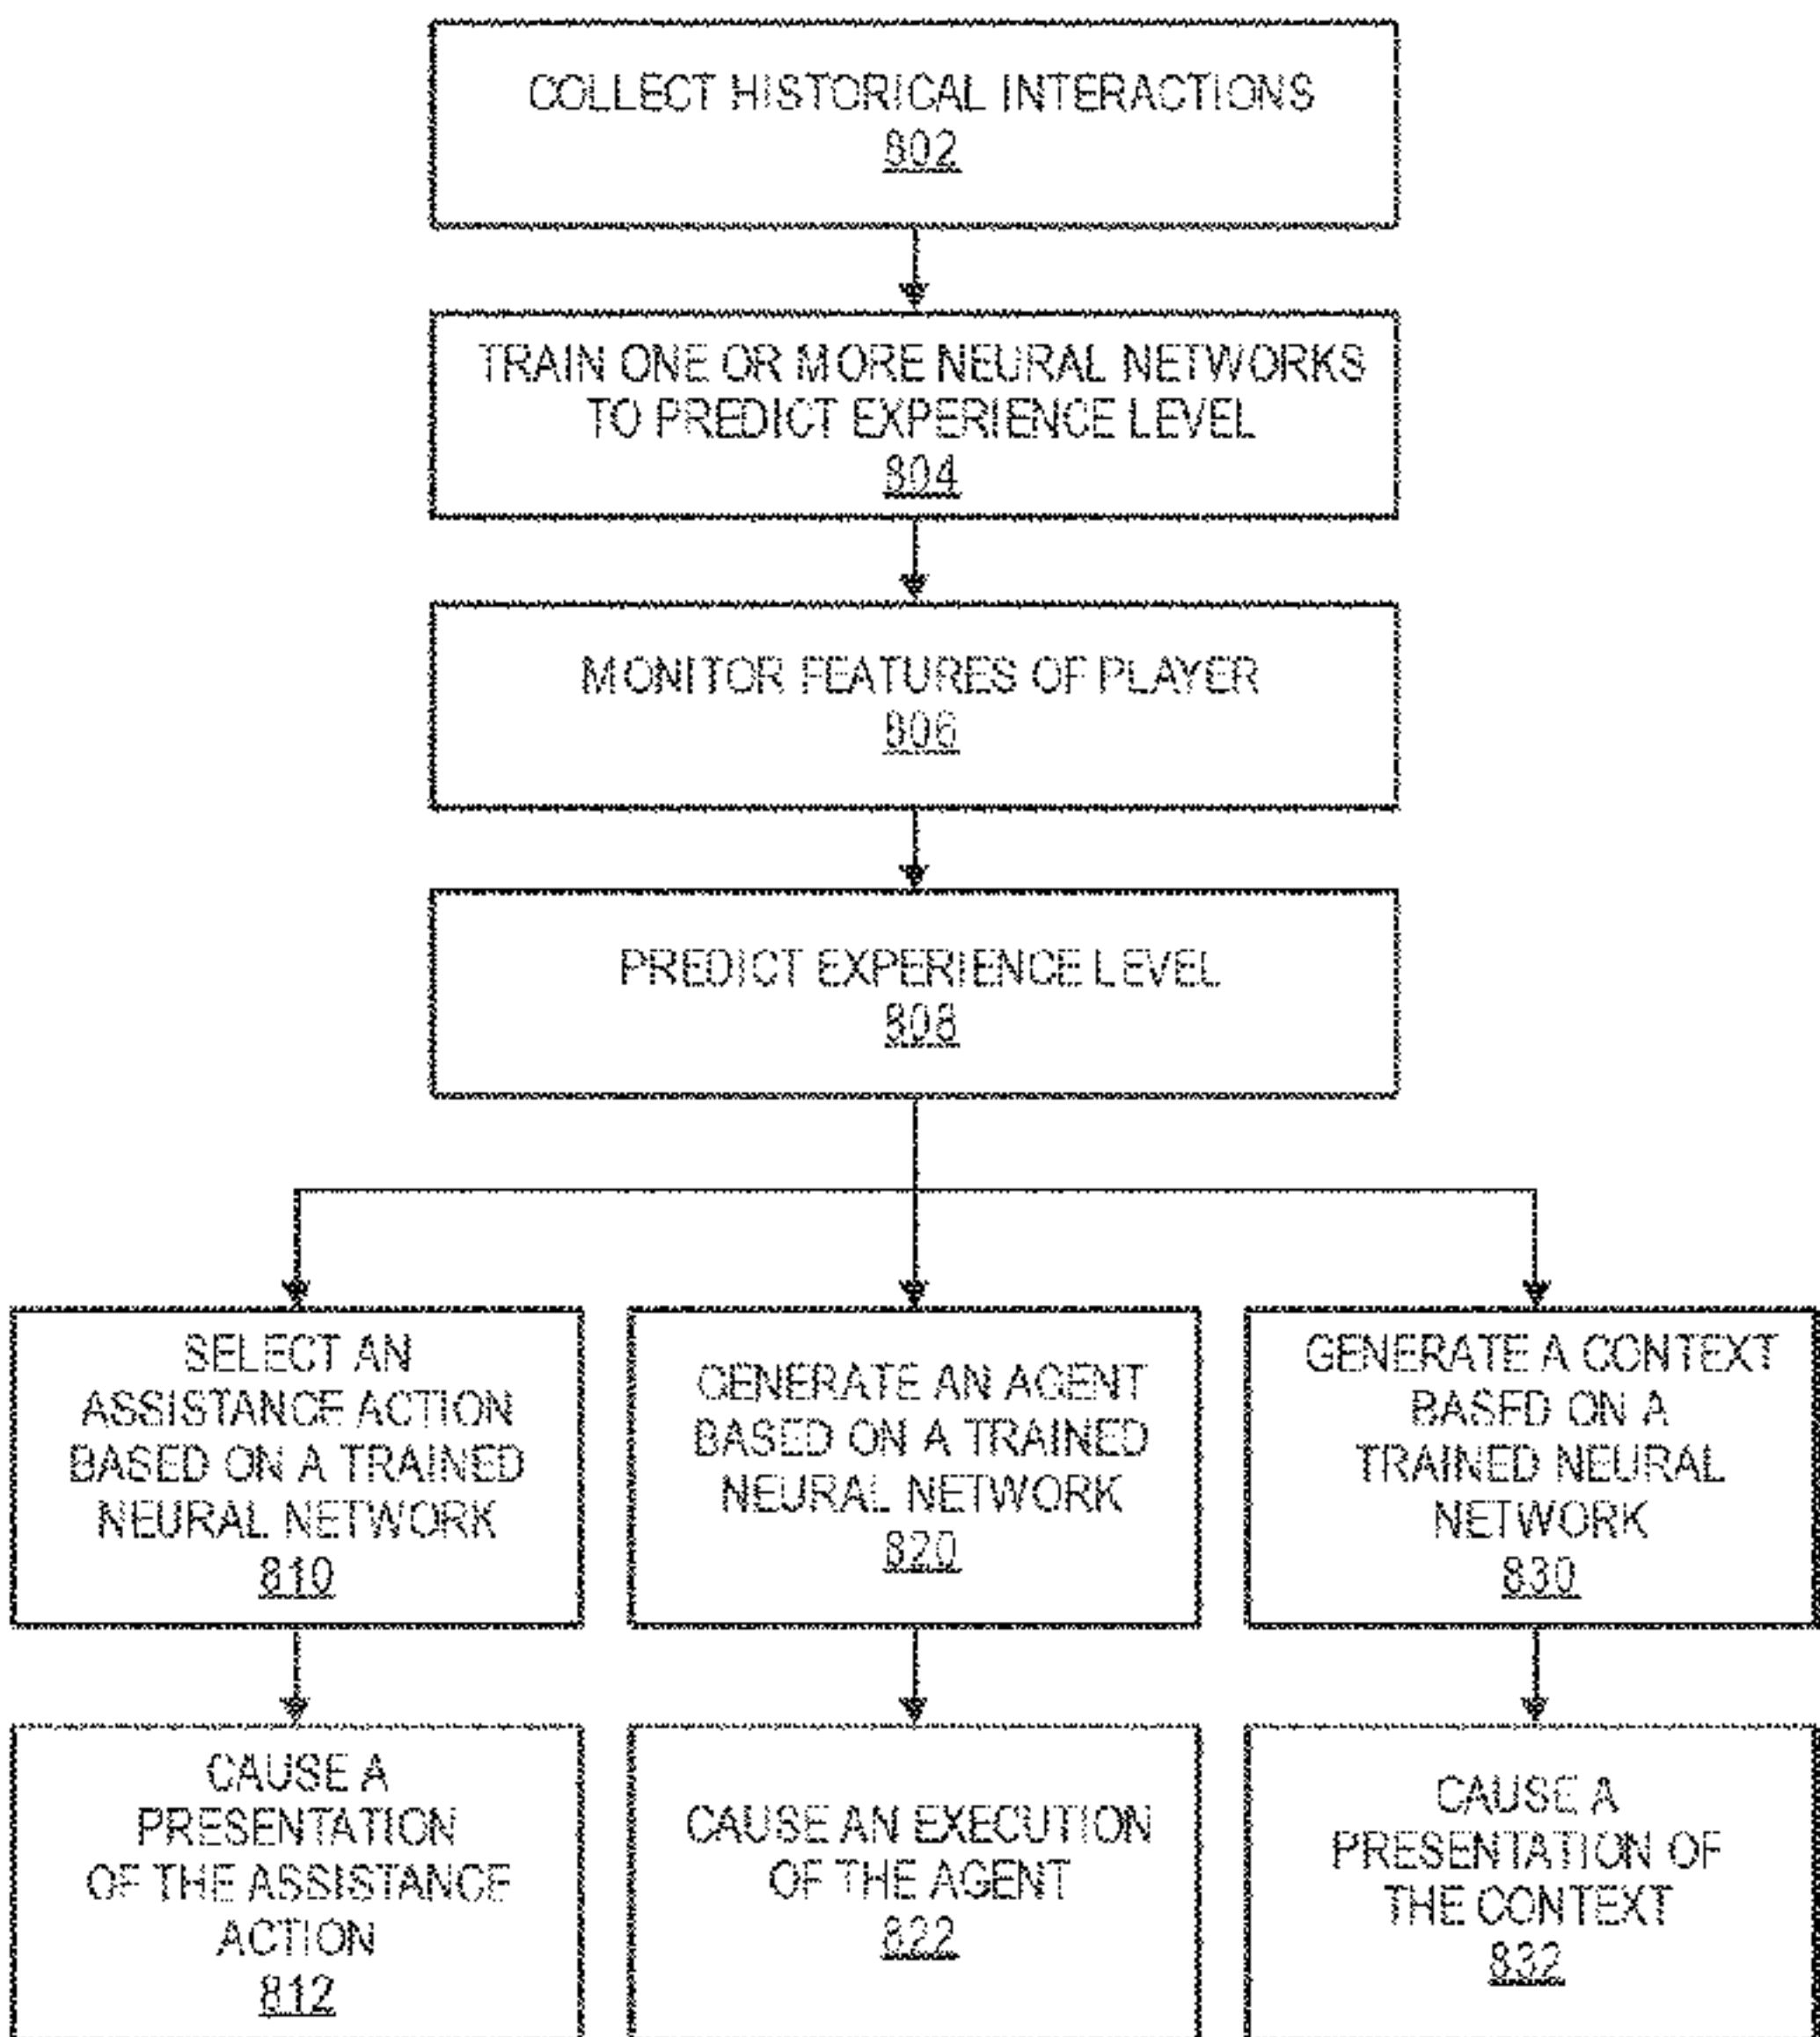 COLLECT HISTORICAL INTERACTIONS
802
TRAIN ONE OR MORE NEURAL NETWORKS
TO PREDICT EXPERIENCE LEVEL
804
MONITOR FEATURES OF PLAYER
806
PREDICT EXPERIENCE LEVEL
808
SELECT AN
ASSISTANCE ACTION
BASED ON A TRAINED
NEURAL NETWORK
810
GENERATE AN AGENT
BASED ON A TRAINED
NEURAL NETWORK
820
GENERATE A CONTEXT
BASED ON A
TRAINED NEURAL
NETWORK
830
CAUSE A
PRESENTATION
OF THE ASSISTANCE
ACTION
812
CAUSE AN EXECUTION
OF THE AGENT
822
CAUSE A
PRESENTATION OF
THE CONTEXT
832